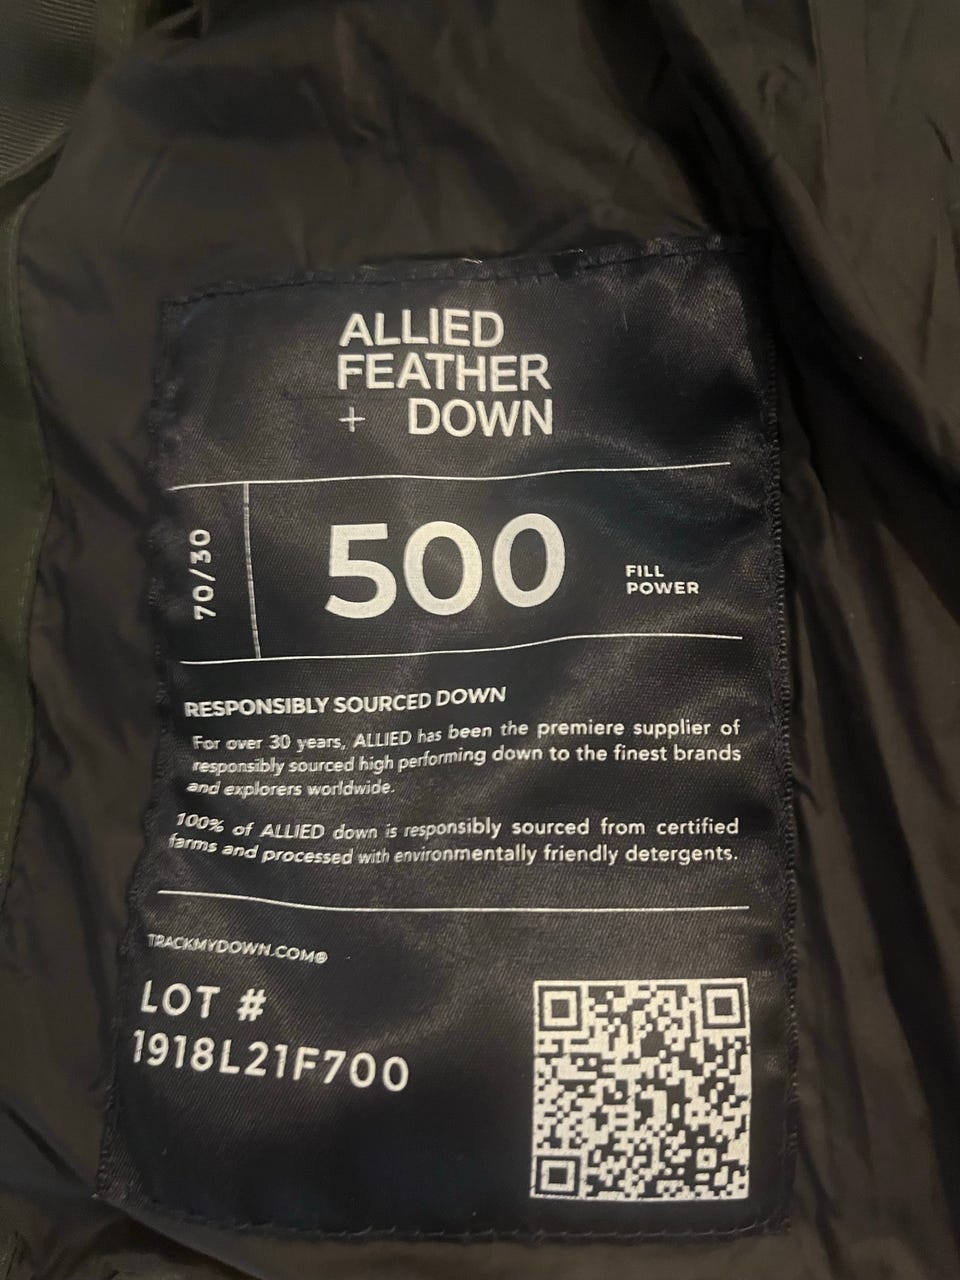 ALLIED
FEATHER
+ DOWN
70/30
500
FILL
POWER
RESPONSIBLY SOURCED DOWN
For over 30 years, ALLIED has been the premiere supplier of
responsibly sourced high performing down to the finest brands
and explorers worldwide.
100% of ALLIED down is responsibly sourced from certified
farms and processed with environmentally friendly detergents.
TRACKMYDOWN.COM®
LOT #
1918L21F700